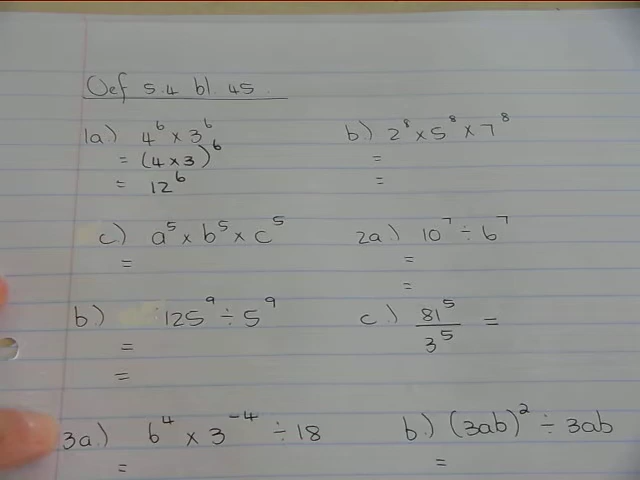 Oef 5.4 bl. 45.
1a) 4⁶ × 3⁶
= (4 × 3)⁶
= 12⁶
b) 2⁸ × 5⁸ × 7⁸
=
=
c) a⁵ × b⁵ × c⁵
=
2a.) 10⁷ ÷ 6⁷
=
=
b.) 125⁹ ÷ 5⁹
=
=
c.) 81⁵/3⁵ =
3a.) 6⁴ × 3⁻⁴ ÷ 18
=
b.) (3ab)² ÷ 3ab
=